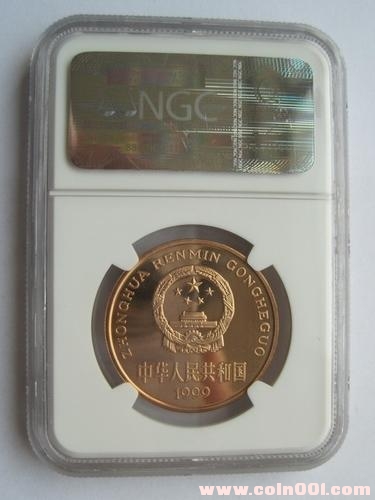 NGC
ZHONGHUA RENMIN GONGHEGUO
中华人民共和国
1999
www.coin001.com